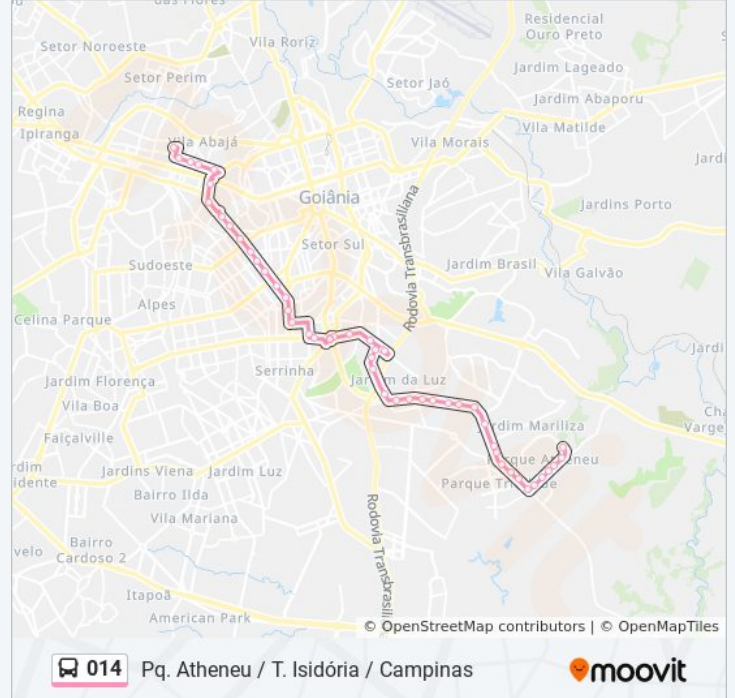 das Flores
Residencial
Ouro Preto
Setor Noroeste
Vila Roriz
Setor Perim
Setor Jaó
Jardim Lageado
Regina
Jardim Abaporu
Ipiranga
Vila Abajá
Vila Morais
Vila Matilde
Jardi
Goiânia
Jardins Porto
Rodovia Transbrasiliana
Setor Sul
Sudoeste
Jardim Brasil
Vila Galvão
Alpes
Celina Parque
Jardi
Serrinha
Jardim Florença
Jardim da Luz
Vila Boa
Cha
Varge
Falçalville
Jardim Mariliza
Parque Atheneu
rdim
idente
Jardins Viena
Jardim Luz
Parque Trindade
Bairro Ilda
Vila Mariana
Rodovia Transbrasili
Bairro
Cardoso 2
velo
Itapoã
American Park
© OpenStreetMap contributors | © OpenMapTiles
014 Pq. Atheneu / T. Isidória / Campinas
moovit